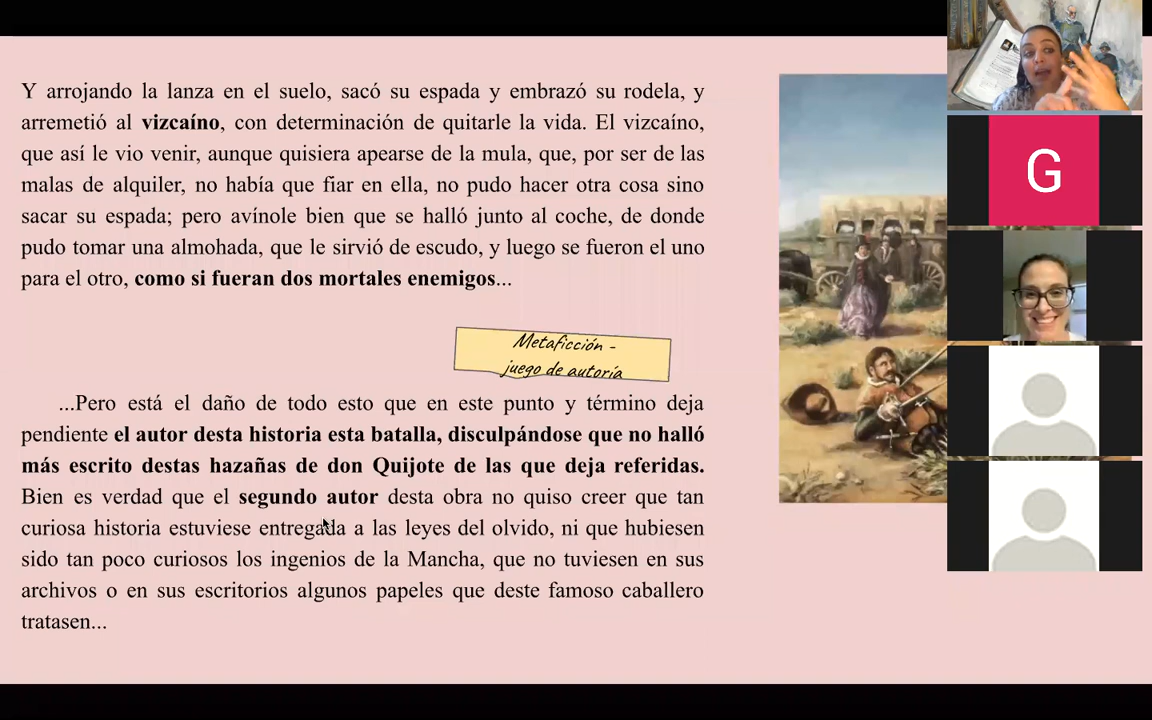 Y arrojando la lanza en el suelo, sacó su espada y embrazó su rodela, y
arremetió al vizcaíno, con determinación de quitarle la vida. El vizcaíno,
que así le vio venir, aunque quisiera apearse de la mula, que, por ser de las
malas de alquiler, no había que fiar en ella, no pudo hacer otra cosa sino
sacar su espada; pero avínole bien que se halló junto al coche, de donde
pudo tomar una almohada, que le sirvió de escudo, y luego se fueron el uno
para el otro, como si fueran dos mortales enemigos...
Metaficción -
juego de autoría
...Pero está el daño de todo esto que en este punto y término deja
pendiente el autor desta historia esta batalla, disculpándose que no halló
más escrito destas hazañas de don Quijote de las que deja referidas.
Bien es verdad que el segundo autor desta obra no quiso creer que tan
curiosa historia estuviese entregada a las leyes del olvido, ni que hubiesen
sido tan poco curiosos los ingenios de la Mancha, que no tuviesen en sus
archivos o en sus escritorios algunos papeles que deste famoso caballero
tratasen...
G